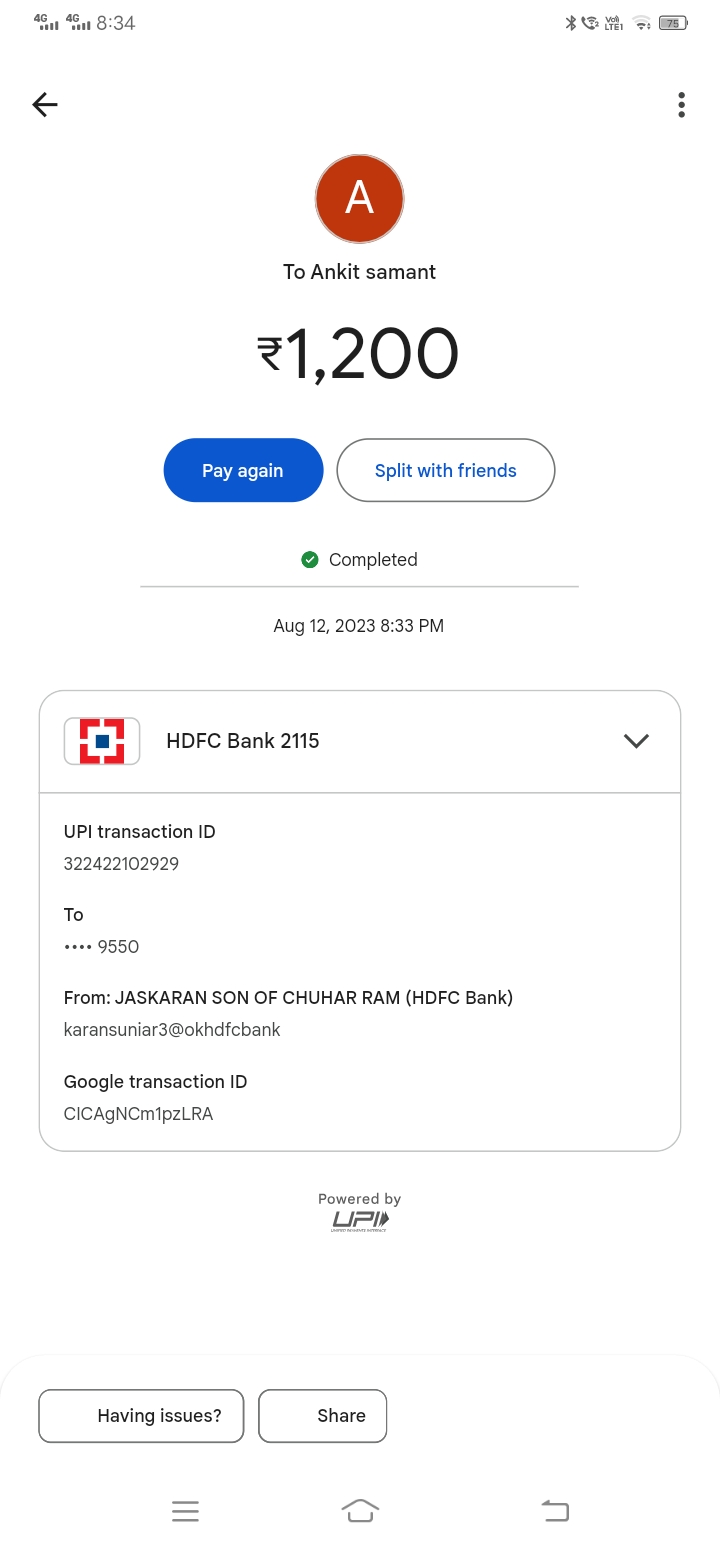 4G 4G 8:34
Vo) LTE1 75
A
To Ankit samant
₹1,200
Pay again
Split with friends
Completed
Aug 12, 2023 8:33 PM
HDFC Bank 2115
UPI transaction ID
322422102929
To
•••• 9550
From: JASKARAN SON OF CHUHAR RAM (HDFC Bank)
karansuniar3@okhdfcbank
Google transaction ID
CICAgNCm1pzLRA
Powered by
UPI
UNIFIED PAYMENTS INTERFACE
Having issues?
Share